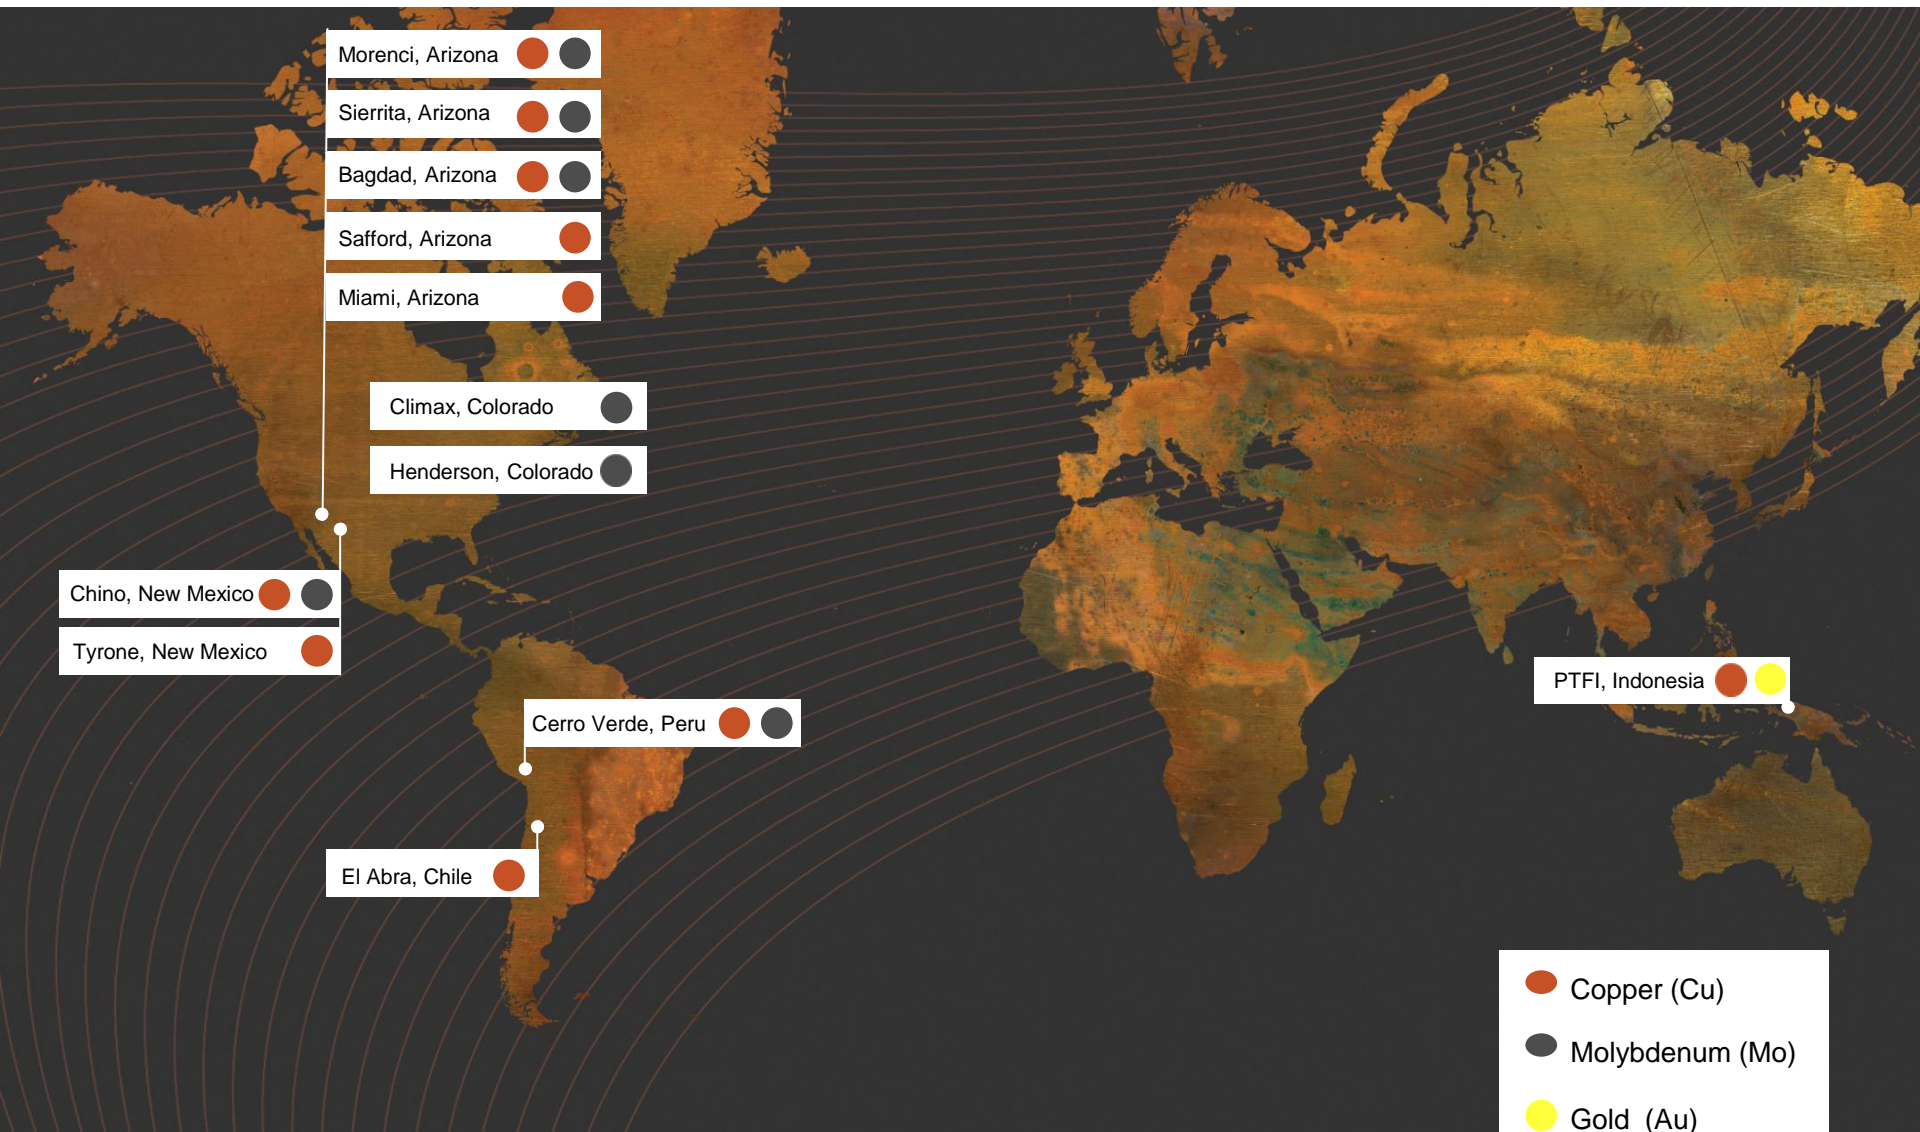 Morenci, Arizona
Sierrita, Arizona
Bagdad, Arizona
Safford, Arizona
Miami, Arizona
Climax, Colorado
Henderson, Colorado
Chino, New Mexico
Tyrone, New Mexico
Cerro Verde, Peru
El Abra, Chile
PTFI, Indonesia
Copper (Cu)
Molybdenum (Mo)
Gold (Au)